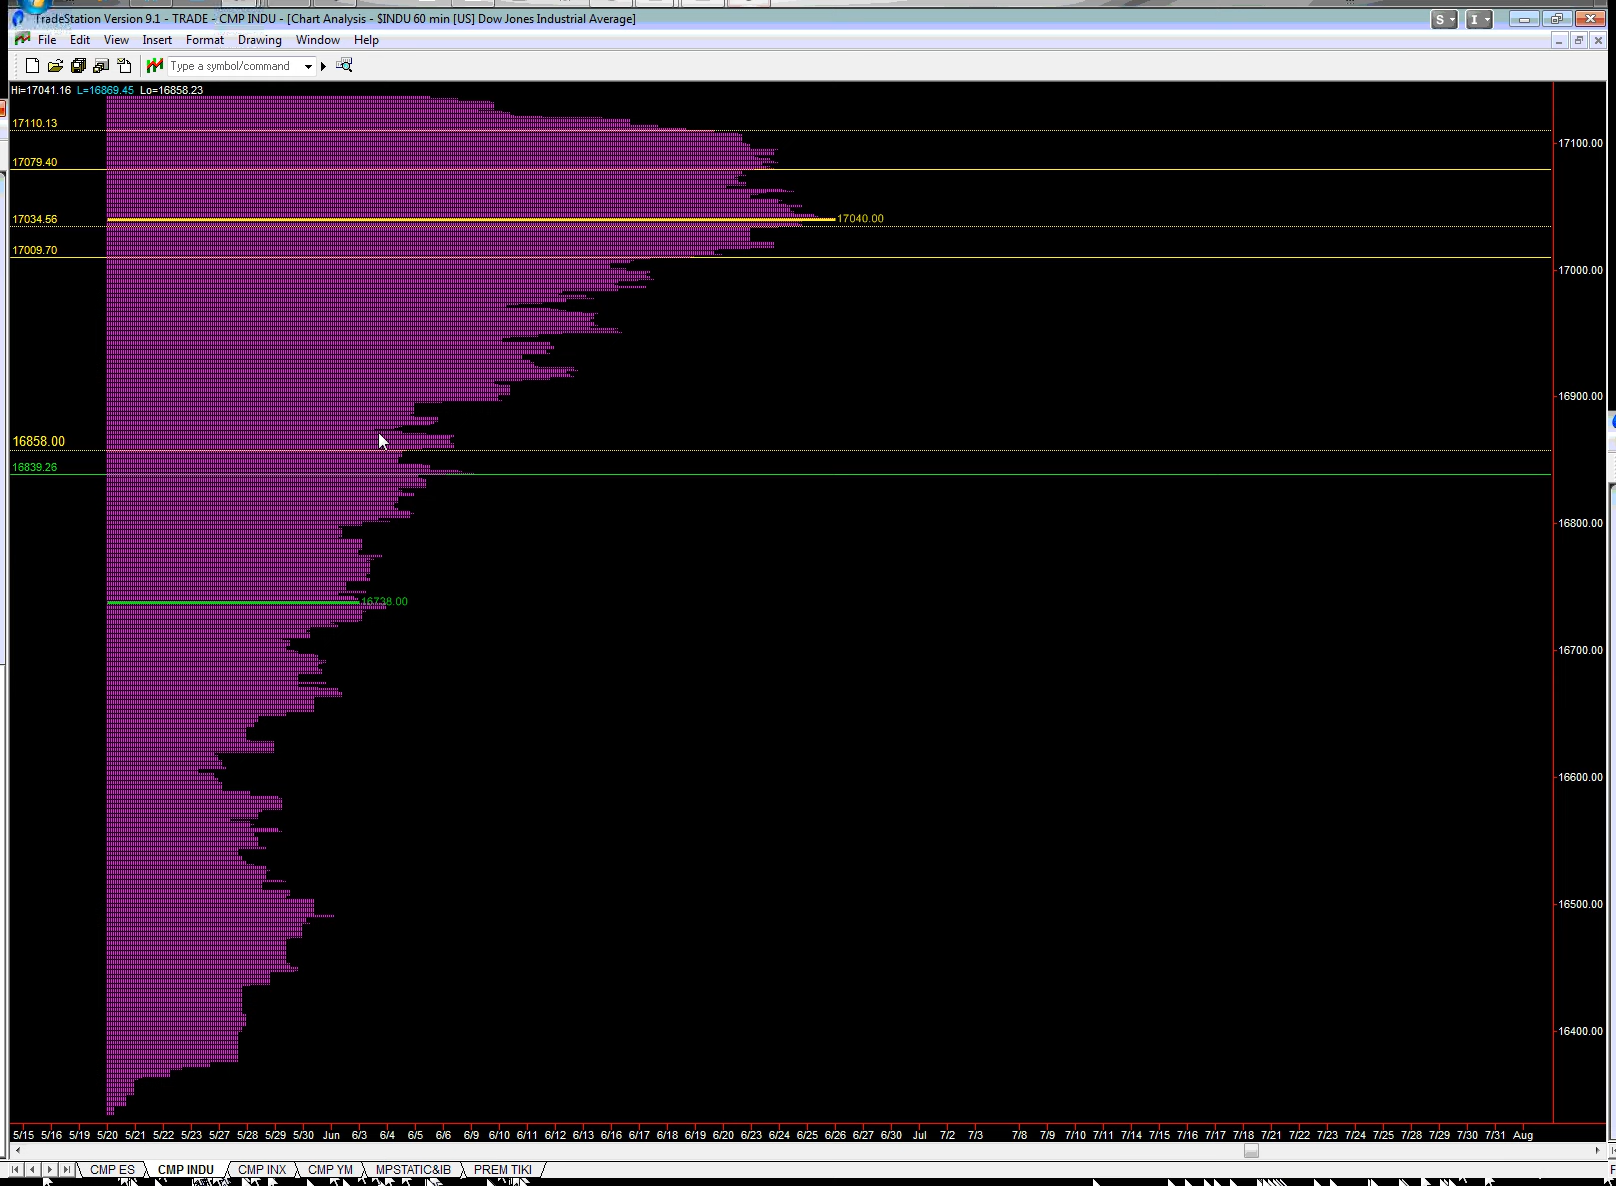 TradeStation Version 9.1 - TRADE - CMP INDU - [Chart Analysis - $INDU 60 min [US] Dow Jones Industrial Average]
S I
File Edit View Insert Format Drawing Window Help
Type a symbol/command
Hi=17041.16 L=16869.45 Lo=16858.23
17110.13
17100.00
17079.40
17034.56 17040.00
17009.70
17000.00
16900.00
16858.00
16839.26
16800.00
16738.00
16700.00
16600.00
16500.00
16400.00
5/15 5/16 5/19 5/20 5/21 5/22 5/23 5/27 5/28 5/29 5/30 Jun 6/3 6/4 6/5 6/6 6/9 6/10 6/11 6/12 6/13 6/16 6/17 6/18 6/19 6/20 6/23 6/24 6/25 6/26 6/27 6/30 Jul 7/2 7/3 7/8 7/9 7/10 7/11 7/14 7/15 7/16 7/17 7/18 7/21 7/22 7/23 7/24 7/25 7/28 7/29 7/30 7/31 Aug
CMP ES CMP INDU CMP INX CMP YM MPSTATIC&IB PREM TIKI